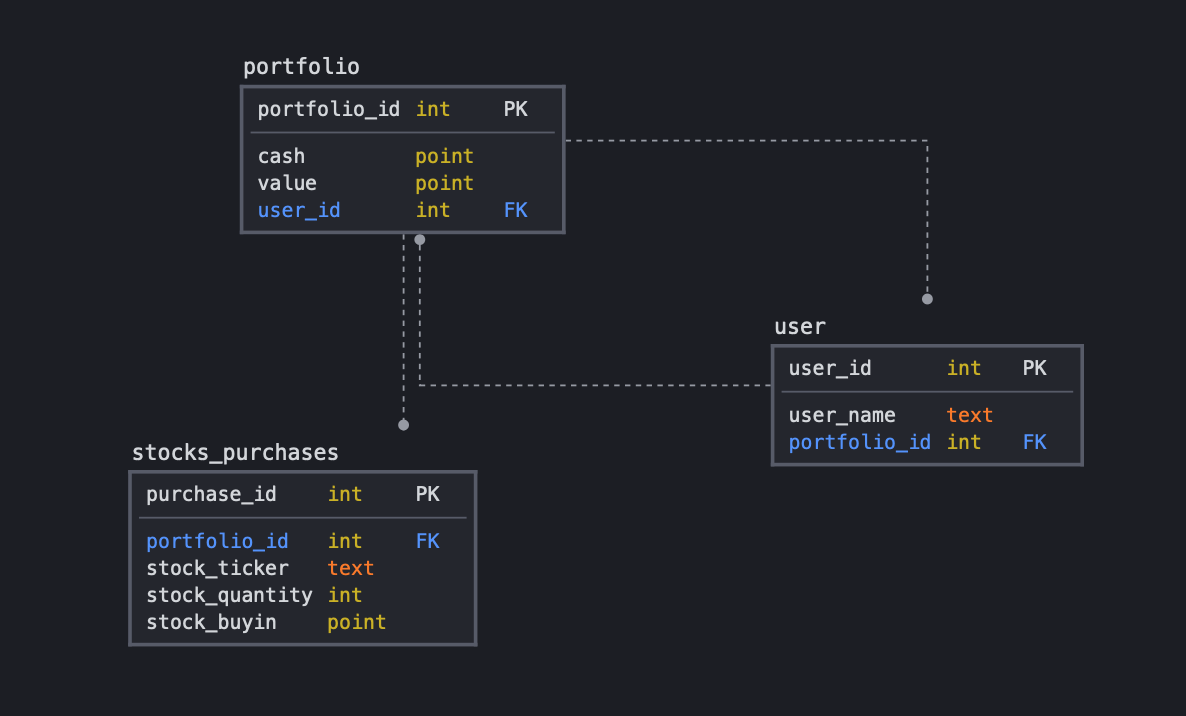 portfolio
portfolio_id int PK
cash point
value point
user_id int FK
user
user_id int PK
user_name text
portfolio_id int FK
stocks_purchases
purchase_id int PK
portfolio_id int FK
stock_ticker text
stock_quantity int
stock_buyin point